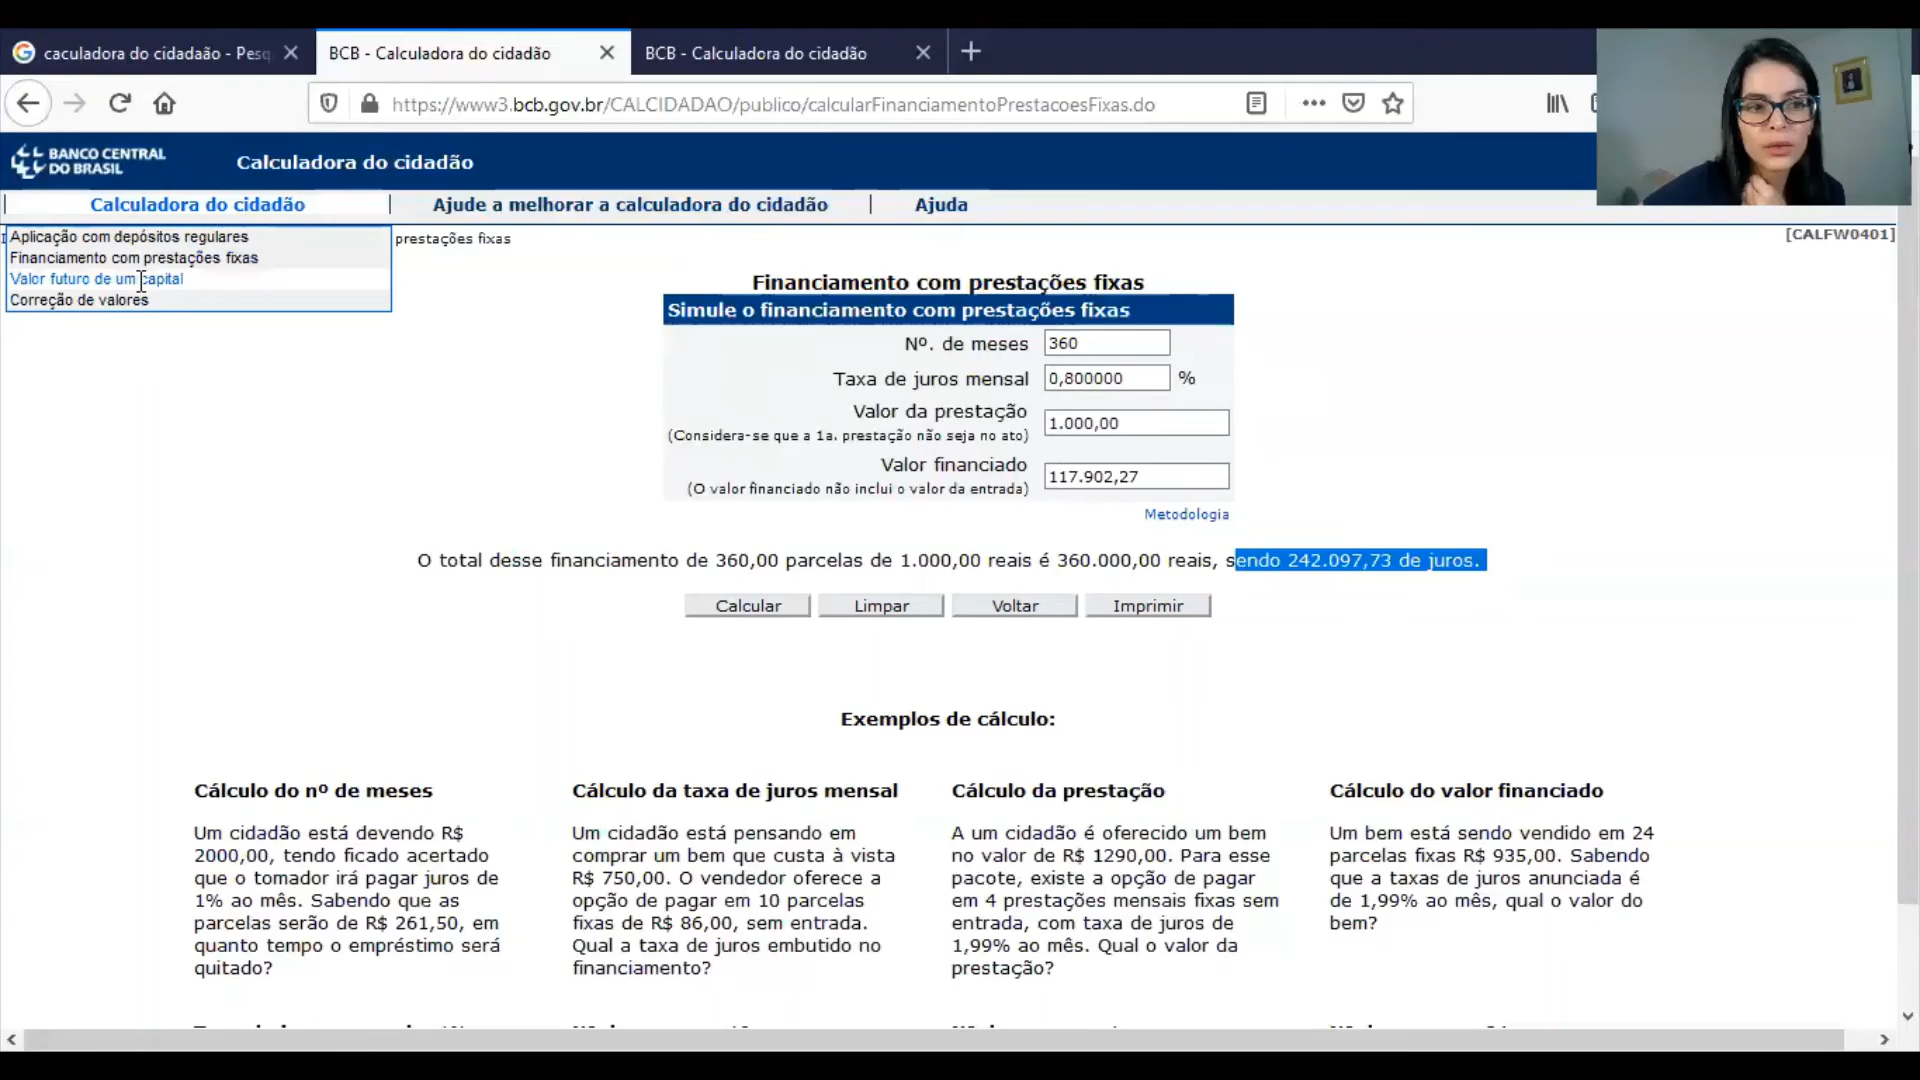 caculadora do cidadaão - Pesq
BCB - Calculadora do cidadão
BCB - Calculadora do cidadão
https://www3.bcb.gov.br/CALCIDADAO/publico/calcularFinanciamentoPrestacoesFixas.do
BANCO CENTRAL
DO BRASIL
Calculadora do cidadão
Calculadora do cidadão
Ajude a melhorar a calculadora do cidadão
Ajuda
Aplicação com depósitos regulares
prestações fixas
[CALFW0401]
Financiamento com prestações fixas
Valor futuro de um capital
Correção de valores
Financiamento com prestações fixas
Simule o financiamento com prestações fixas
Nº. de meses 360
Taxa de juros mensal 0,800000 %
Valor da prestação
(Considera-se que a 1a. prestação não seja no ato)
1.000,00
Valor financiado
(O valor financiado não inclui o valor da entrada)
117.902,27
Metodologia
O total desse financiamento de 360,00 parcelas de 1.000,00 reais é 360.000,00 reais, sendo 242.097,73 de juros.
Calcular Limpar Voltar Imprimir
Exemplos de cálculo:
Cálculo do nº de meses
Um cidadão está devendo R$
2000,00, tendo ficado acertado
que o tomador irá pagar juros de
1% ao mês. Sabendo que as
parcelas serão de R$ 261,50, em
quanto tempo o empréstimo será
quitado?
Cálculo da taxa de juros mensal
Um cidadão está pensando em
comprar um bem que custa à vista
R$ 750,00. O vendedor oferece a
opção de pagar em 10 parcelas
fixas de R$ 86,00, sem entrada.
Qual a taxa de juros embutido no
financiamento?
Cálculo da prestação
A um cidadão é oferecido um bem
no valor de R$ 1290,00. Para esse
pacote, existe a opção de pagar
em 4 prestações mensais fixas sem
entrada, com taxa de juros de
1,99% ao mês. Qual o valor da
prestação?
Cálculo do valor financiado
Um bem está sendo vendido em 24
parcelas fixas R$ 935,00. Sabendo
que a taxas de juros anunciada é
de 1,99% ao mês, qual o valor do
bem?